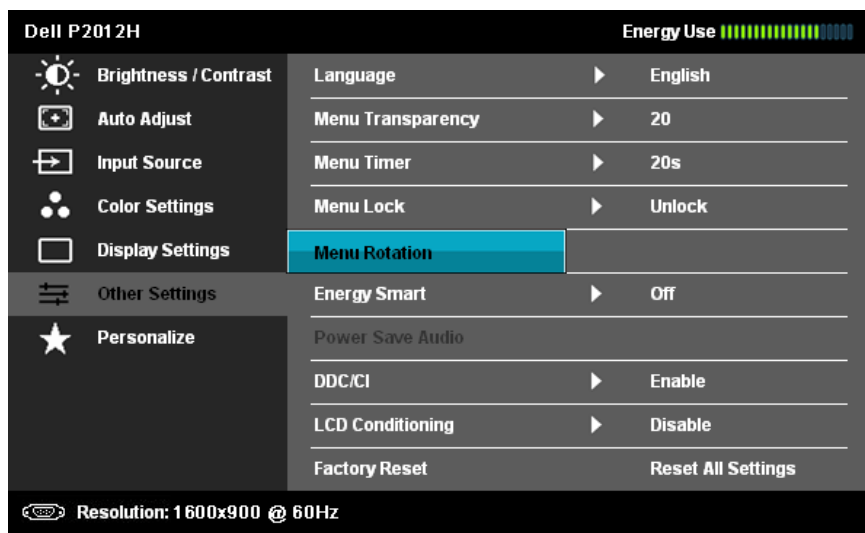 Dell P2012H Energy Use
Brightness / Contrast
Auto Adjust
Input Source
Color Settings
Display Settings
Other Settings
Personalize
Language English
Menu Transparency 20
Menu Timer 20s
Menu Lock Unlock
Menu Rotation
Energy Smart Off
Power Save Audio
DDC/CI Enable
LCD Conditioning Disable
Factory Reset Reset All Settings
Resolution: 1600x900 @ 60Hz